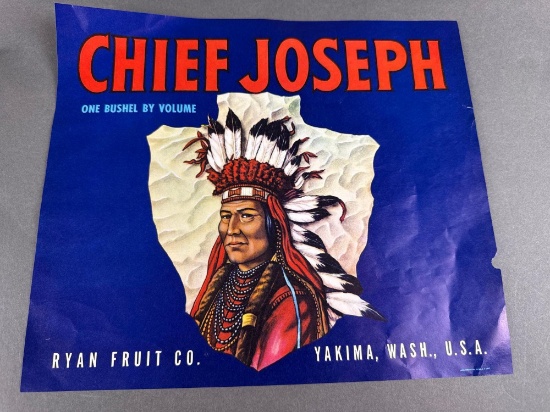 CHIEF JOSEPH
ONE BUSHEL BY VOLUME
RYAN FRUIT CO.
YAKIMA, WASH., U.S.A.